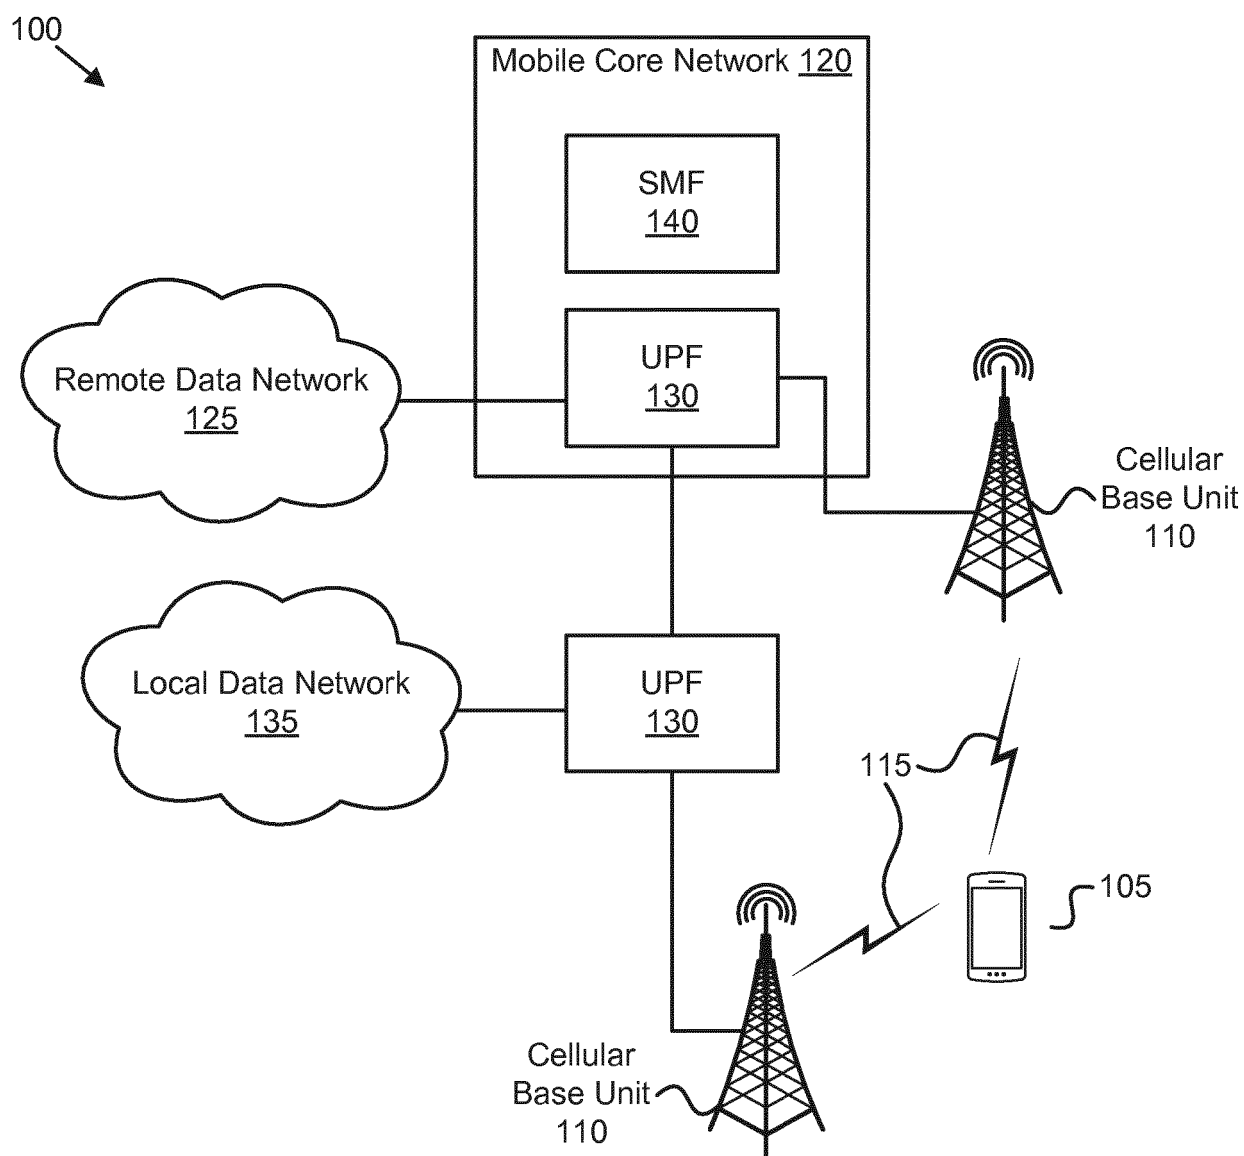 100
Mobile Core Network 120
SMF
140
UPF
130
Remote Data Network
125
Cellular
Base Unit
110
UPF
130
Local Data Network
135
115
105
Cellular
Base Unit
110